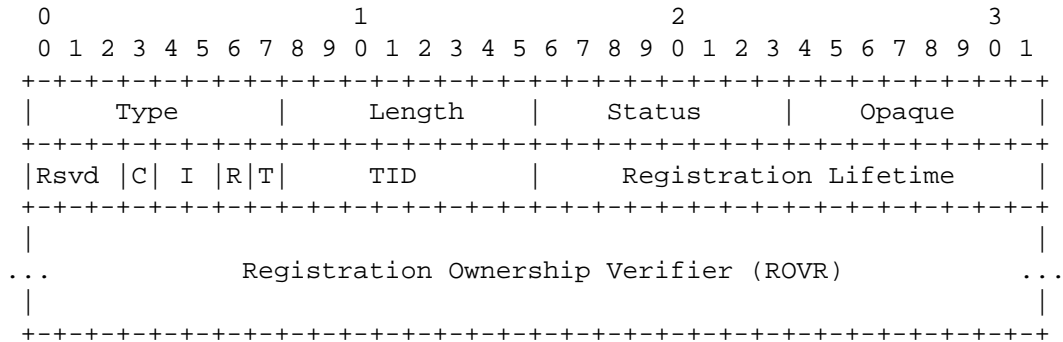 0                   1                   2                   3
 0 1 2 3 4 5 6 7 8 9 0 1 2 3 4 5 6 7 8 9 0 1 2 3 4 5 6 7 8 9 0 1
+-+-+-+-+-+-+-+-+-+-+-+-+-+-+-+-+-+-+-+-+-+-+-+-+-+-+-+-+-+-+-+-+
|     Type      |     Length    |    Status     |    Opaque     |
+-+-+-+-+-+-+-+-+-+-+-+-+-+-+-+-+-+-+-+-+-+-+-+-+-+-+-+-+-+-+-+-+
|Rsvd |C| I |R|T|     TID       |     Registration Lifetime     |
+-+-+-+-+-+-+-+-+-+-+-+-+-+-+-+-+-+-+-+-+-+-+-+-+-+-+-+-+-+-+-+-+
|                                                               |
...            Registration Ownership Verifier (ROVR)           ...
|                                                               |
+-+-+-+-+-+-+-+-+-+-+-+-+-+-+-+-+-+-+-+-+-+-+-+-+-+-+-+-+-+-+-+-+